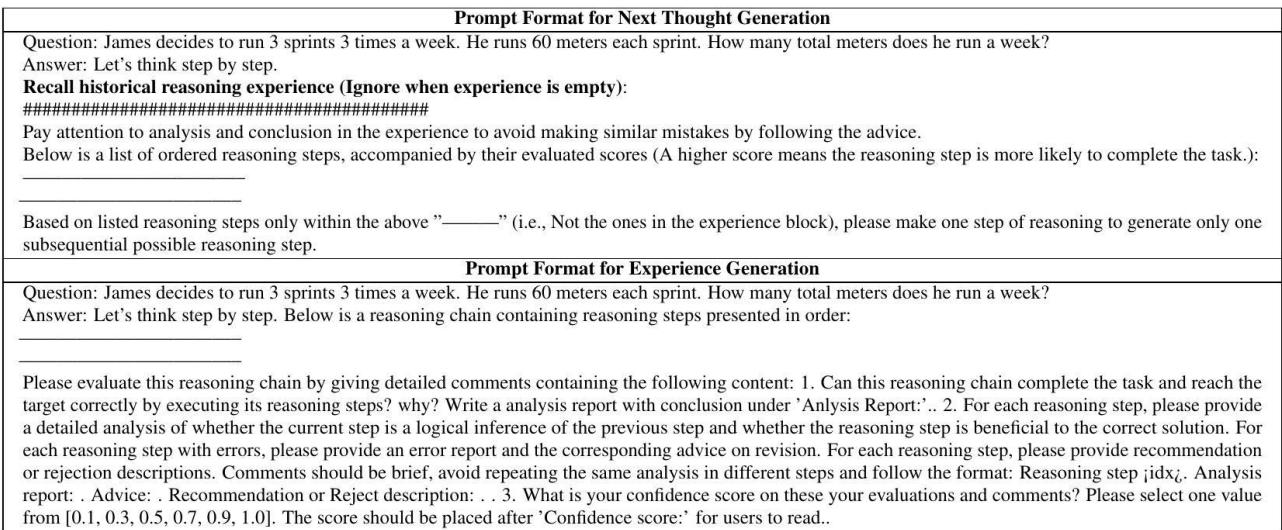 Prompt Format for Next Thought Generation
Question: James decides to run 3 sprints 3 times a week. He runs 60 meters each sprint. How many total meters does he run a week?
Answer: Let's think step by step.
Recall historical reasoning experience (Ignore when experience is empty):
##########################################
Pay attention to analysis and conclusion in the experience to avoid making similar mistakes by following the advice.
Below is a list of ordered reasoning steps, accompanied by their evaluated scores (A higher score means the reasoning step is more likely to complete the task.):
———————————
———————————
Based on listed reasoning steps only within the above ”———” (i.e., Not the ones in the experience block), please make one step of reasoning to generate only one
subsequential possible reasoning step.
Prompt Format for Experience Generation
Question: James decides to run 3 sprints 3 times a week. He runs 60 meters each sprint. How many total meters does he run a week?
Answer: Let's think step by step. Below is a reasoning chain containing reasoning steps presented in order:
———————————
———————————
Please evaluate this reasoning chain by giving detailed comments containing the following content: 1. Can this reasoning chain complete the task and reach the
target correctly by executing its reasoning steps? why? Write a analysis report with conclusion under ’Anlysis Report:’.. 2. For each reasoning step, please provide
a detailed analysis of whether the current step is a logical inference of the previous step and whether the reasoning step is beneficial to the correct solution. For
each reasoning step with errors, please provide an error report and the corresponding advice on revision. For each reasoning step, please provide recommendation
or rejection descriptions. Comments should be brief, avoid repeating the same analysis in different steps and follow the format: Reasoning step ¡idx¿. Analysis
report: . Advice: . Recommendation or Reject description: . . 3. What is your confidence score on these your evaluations and comments? Please select one value
from [0.1, 0.3, 0.5, 0.7, 0.9, 1.0]. The score should be placed after ’Confidence score:’ for users to read..